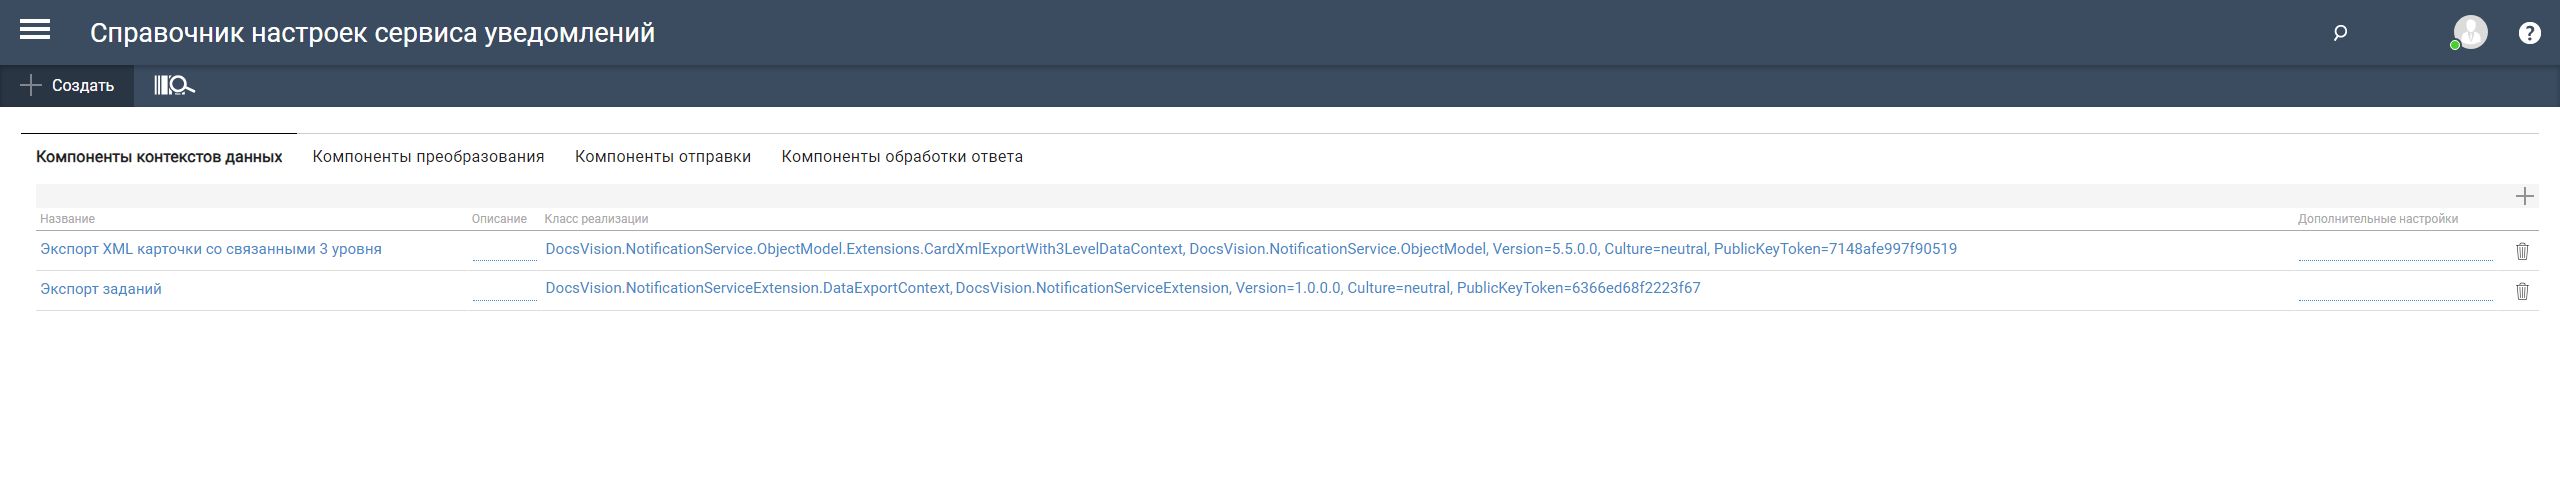 Справочник настроек сервиса уведомлений
Создать
Компоненты контекстов данных Компоненты преобразования Компоненты отправки Компоненты обработки ответа
Название Описание Класс реализации Дополнительные настройки
Экспорт XML карточки со связанными 3 уровня DocsVision.NotificationService.ObjectModel.Extensions.CardXmlExportWith3LevelDataContext, DocsVision.NotificationService.ObjectModel, Version=5.5.0.0, Culture=neutral, PublicKeyToken=7148afe997f90519
Экспорт заданий DocsVision.NotificationServiceExtension.DataExportContext, DocsVision.NotificationServiceExtension, Version=1.0.0.0, Culture=neutral, PublicKeyToken=6366ed68f2223f67